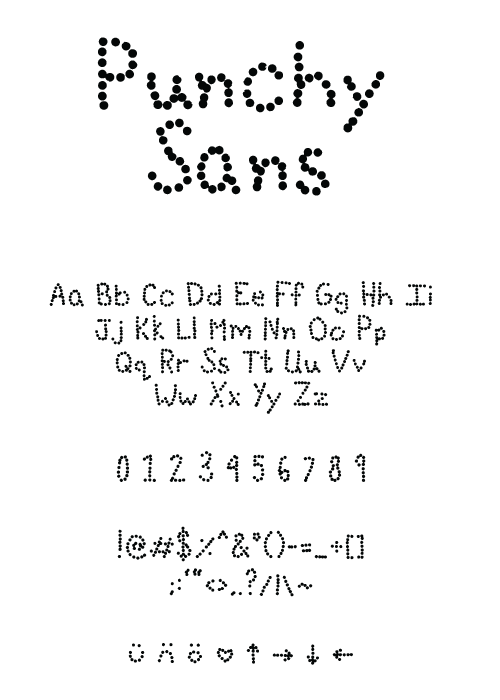 Punchy
Sans
Aa Bb Cc Dd Ee Ff Gg Hh Ii
Jj Kk Ll Mm Nn Oo Pp
Qq Rr Ss Tt Uu Vv
Ww Xx Yy Zz
0 1 2 3 4 5 6 7 8 9
!@#$٪^&°()-=_÷[]
;:'"<>,.?/|\~
ü ♡ ↑ → ↓ ←